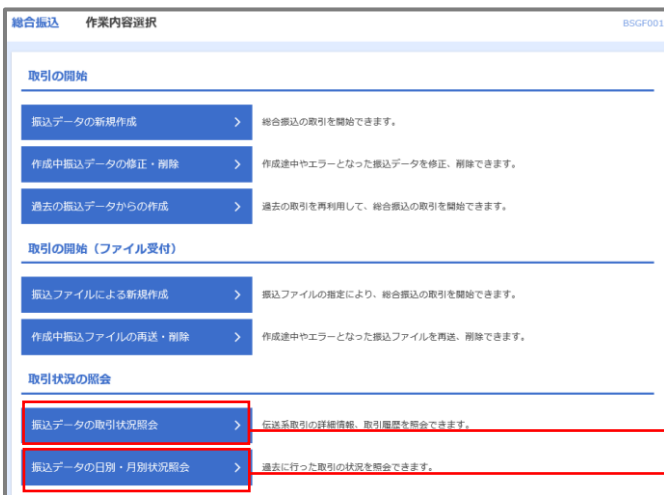 総合振込 作業内容選択 BSGF001
取引の開始
振込データの新規作成 総合振込の取引を開始できます。
作成中振込データの修正・削除 作成途中やエラーとなった振込データを修正、削除できます。
過去の振込データからの作成 過去の取引を再利用して、総合振込の取引を開始できます。
取引の開始（ファイル受付）
振込ファイルによる新規作成 振込ファイルの指定により、総合振込の取引を開始できます。
作成中振込ファイルの再送・削除 作成途中やエラーとなった振込ファイルを再送、削除できます。
取引状況の照会
振込データの取引状況照会 伝送系取引の詳細情報、取引履歴を照会できます。
振込データの日別・月別状況照会 過去に行った取引の状況を照会できます。